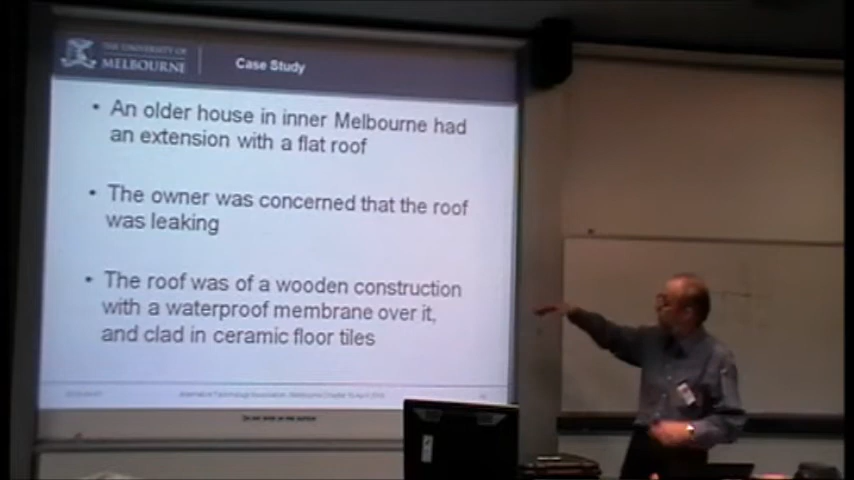 THE UNIVERSITY OF
MELBOURNE
Case Study
• An older house in inner Melbourne had
an extension with a flat roof
• The owner was concerned that the roof
was leaking
• The roof was of a wooden construction
with a waterproof membrane over it,
and clad in ceramic floor tiles